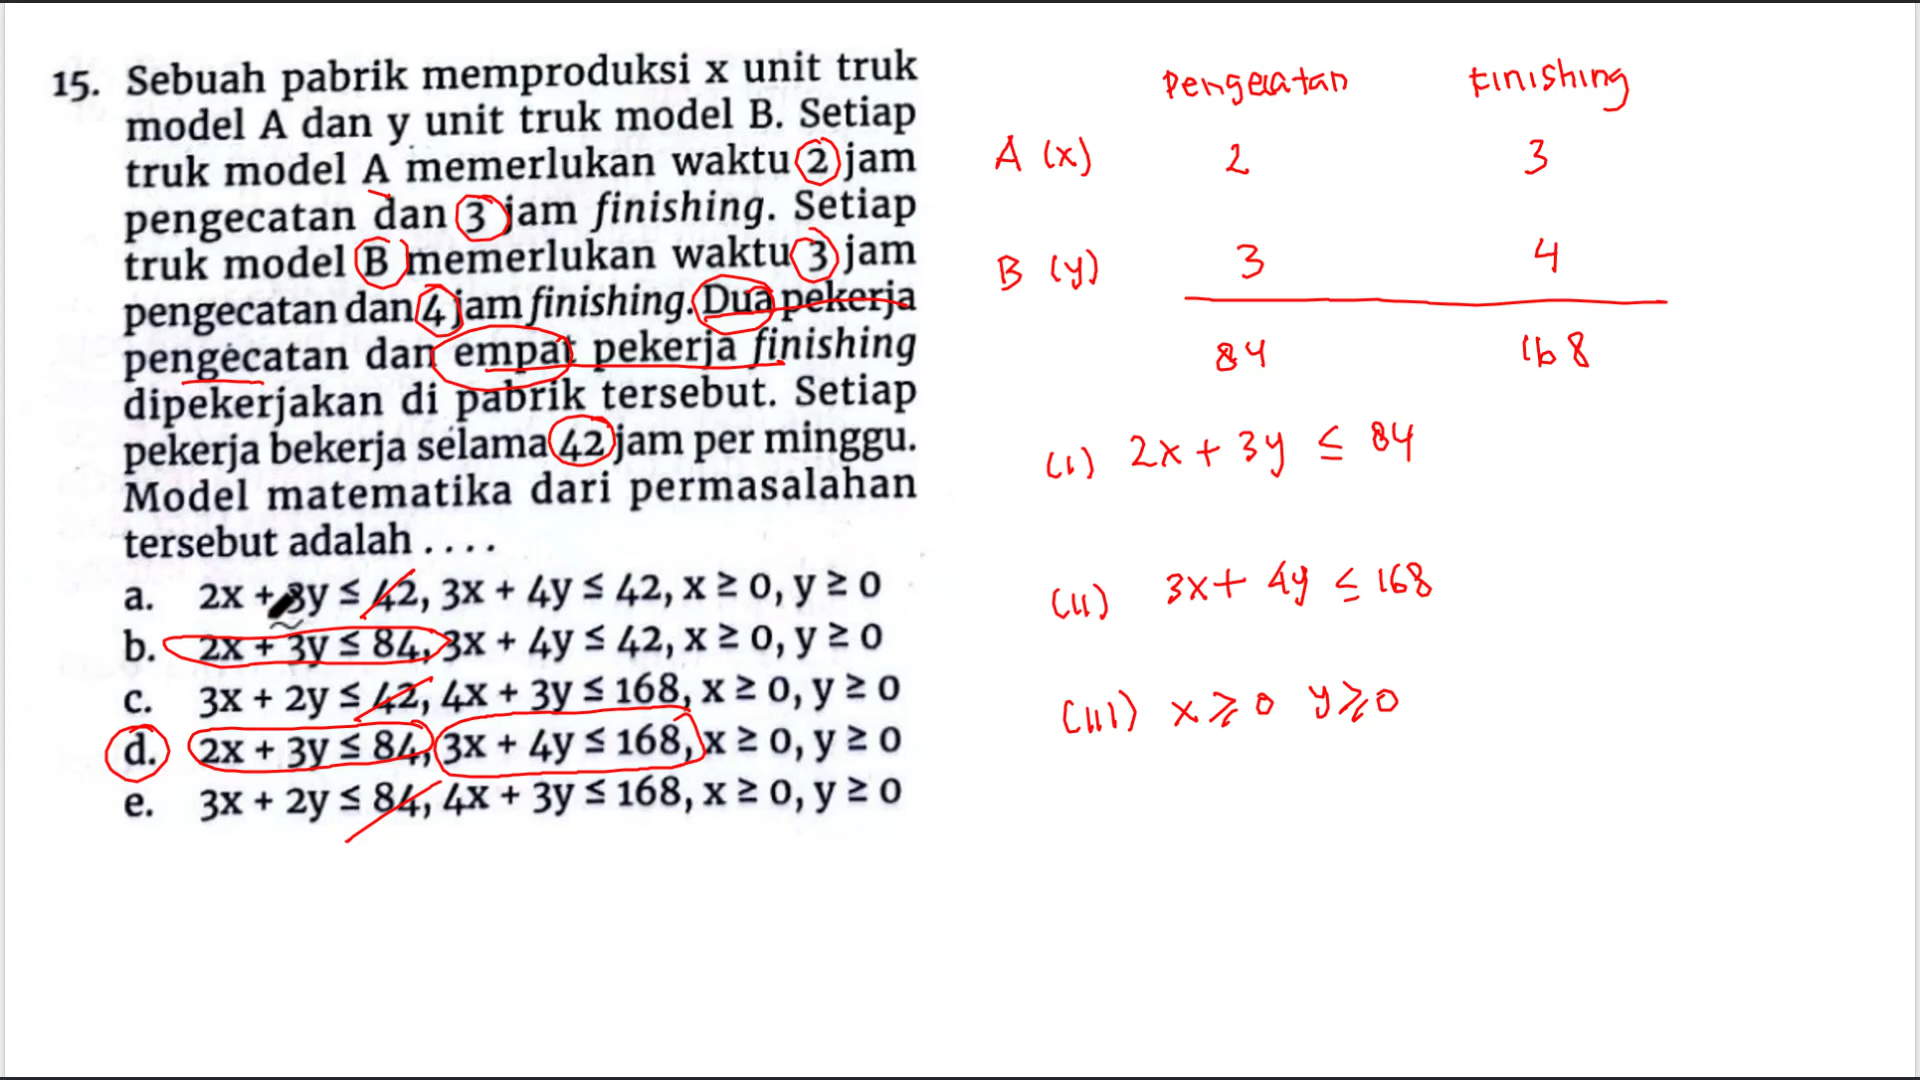 15. Sebuah pabrik memproduksi x unit truk
model A dan y unit truk model B. Setiap
truk model A memerlukan waktu 2 jam
pengecatan dan 3 jam finishing. Setiap
truk model B memerlukan waktu 3 jam
pengecatan dan 4 jam finishing. Dua pekerja
pengecatan dan empat pekerja finishing
dipekerjakan di pabrik tersebut. Setiap
pekerja bekerja selama 42 jam per minggu.
Model matematika dari permasalahan
tersebut adalah ....
a. 2x + 3y ≤ 42, 3x + 4y ≤ 42, x ≥ 0, y ≥ 0
b. 2x + 3y ≤ 84, 3x + 4y ≤ 42, x ≥ 0, y ≥ 0
c. 3x + 2y ≤ 42, 4x + 3y ≤ 168, x ≥ 0, y ≥ 0
d. 2x + 3y ≤ 84, 3x + 4y ≤ 168, x ≥ 0, y ≥ 0
e. 3x + 2y ≤ 84, 4x + 3y ≤ 168, x ≥ 0, y ≥ 0
Pengecatan Finishing
A (x) 2 3
B (y) 3 4
84 168
(i) 2x + 3y ≤ 84
(ii) 3x + 4y ≤ 168
(iii) x ≥ 0 y ≥ 0